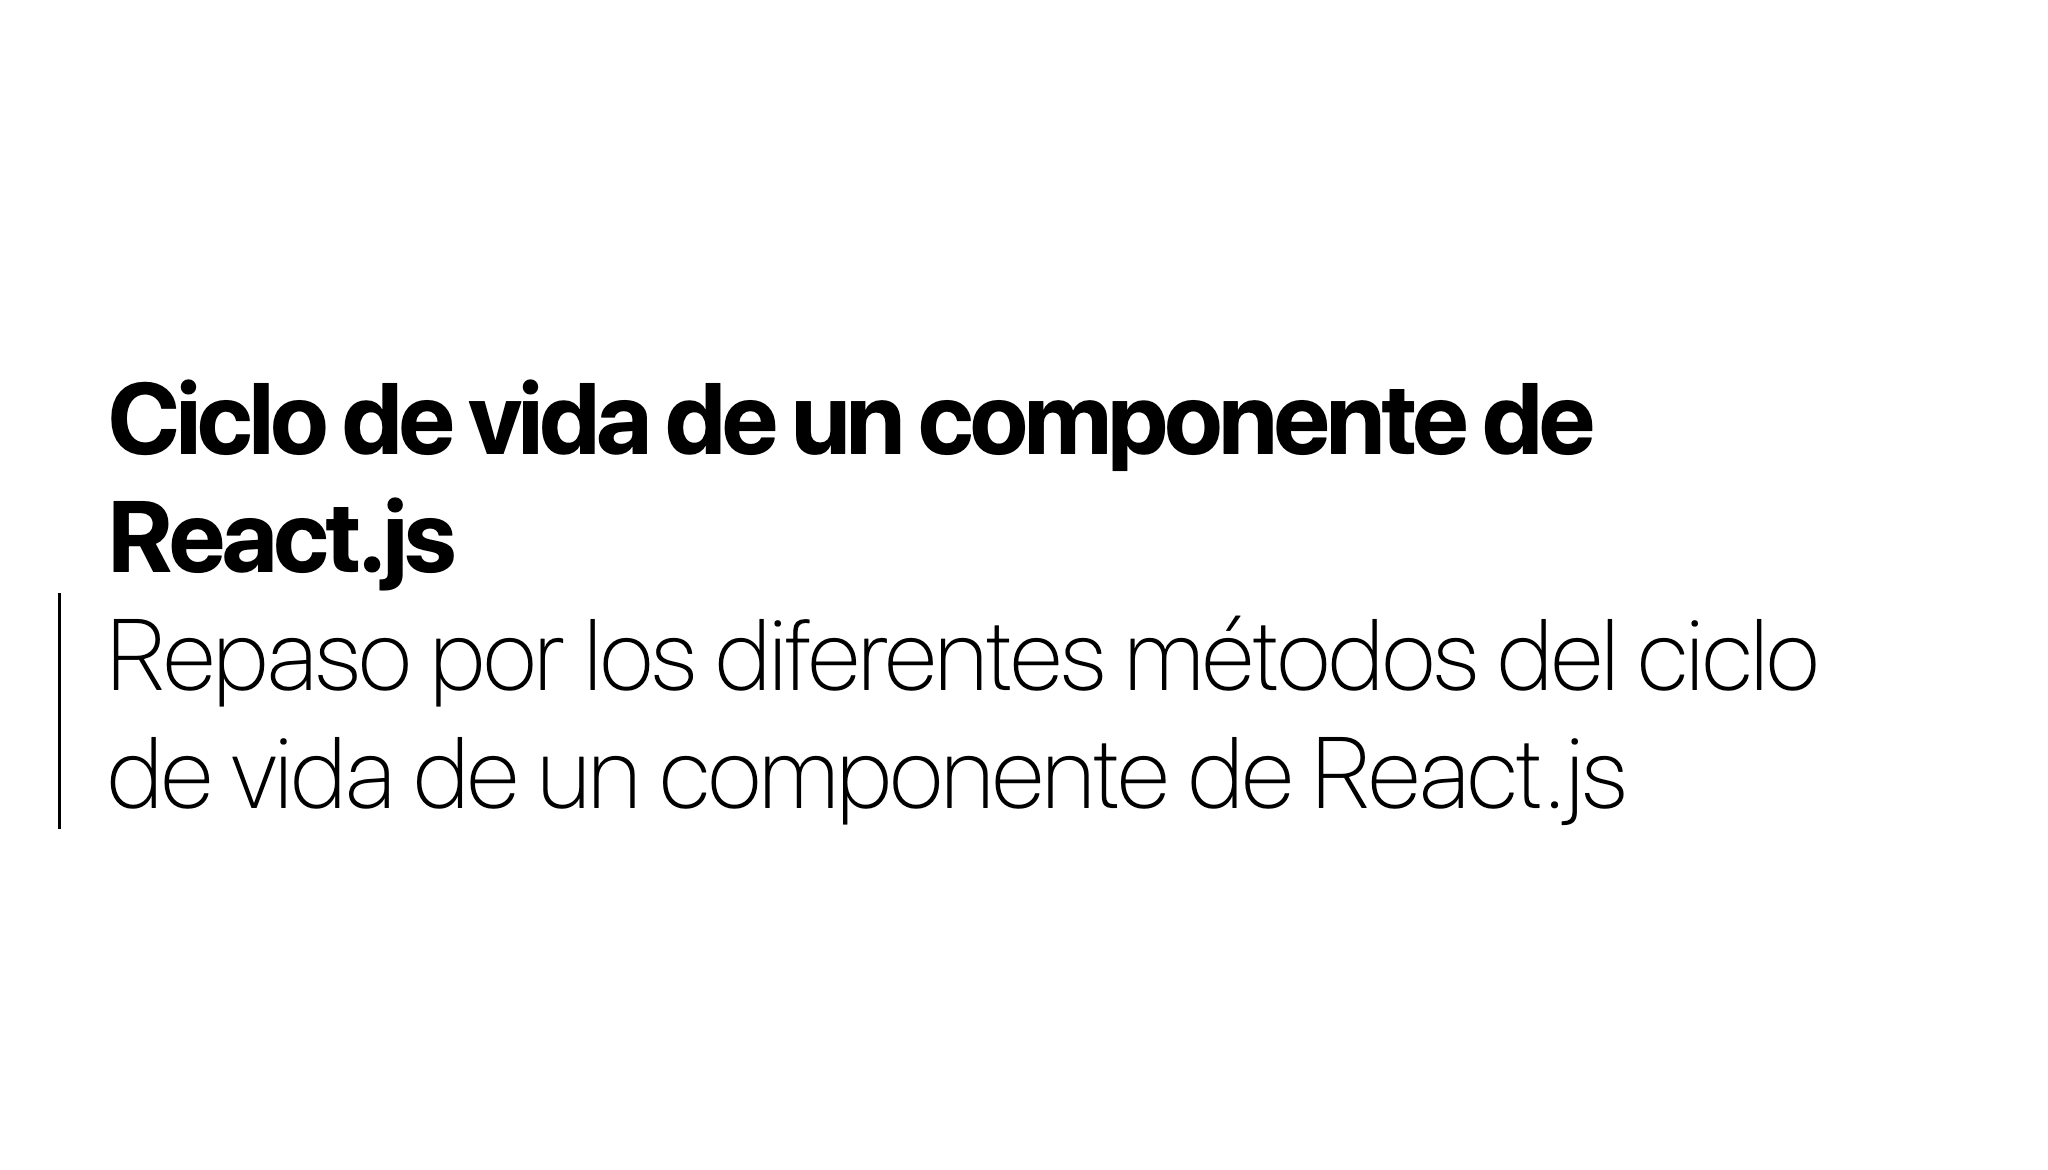 Ciclo de vida de un componente de
React.js
Repaso por los diferentes métodos del ciclo
de vida de un componente de React.js